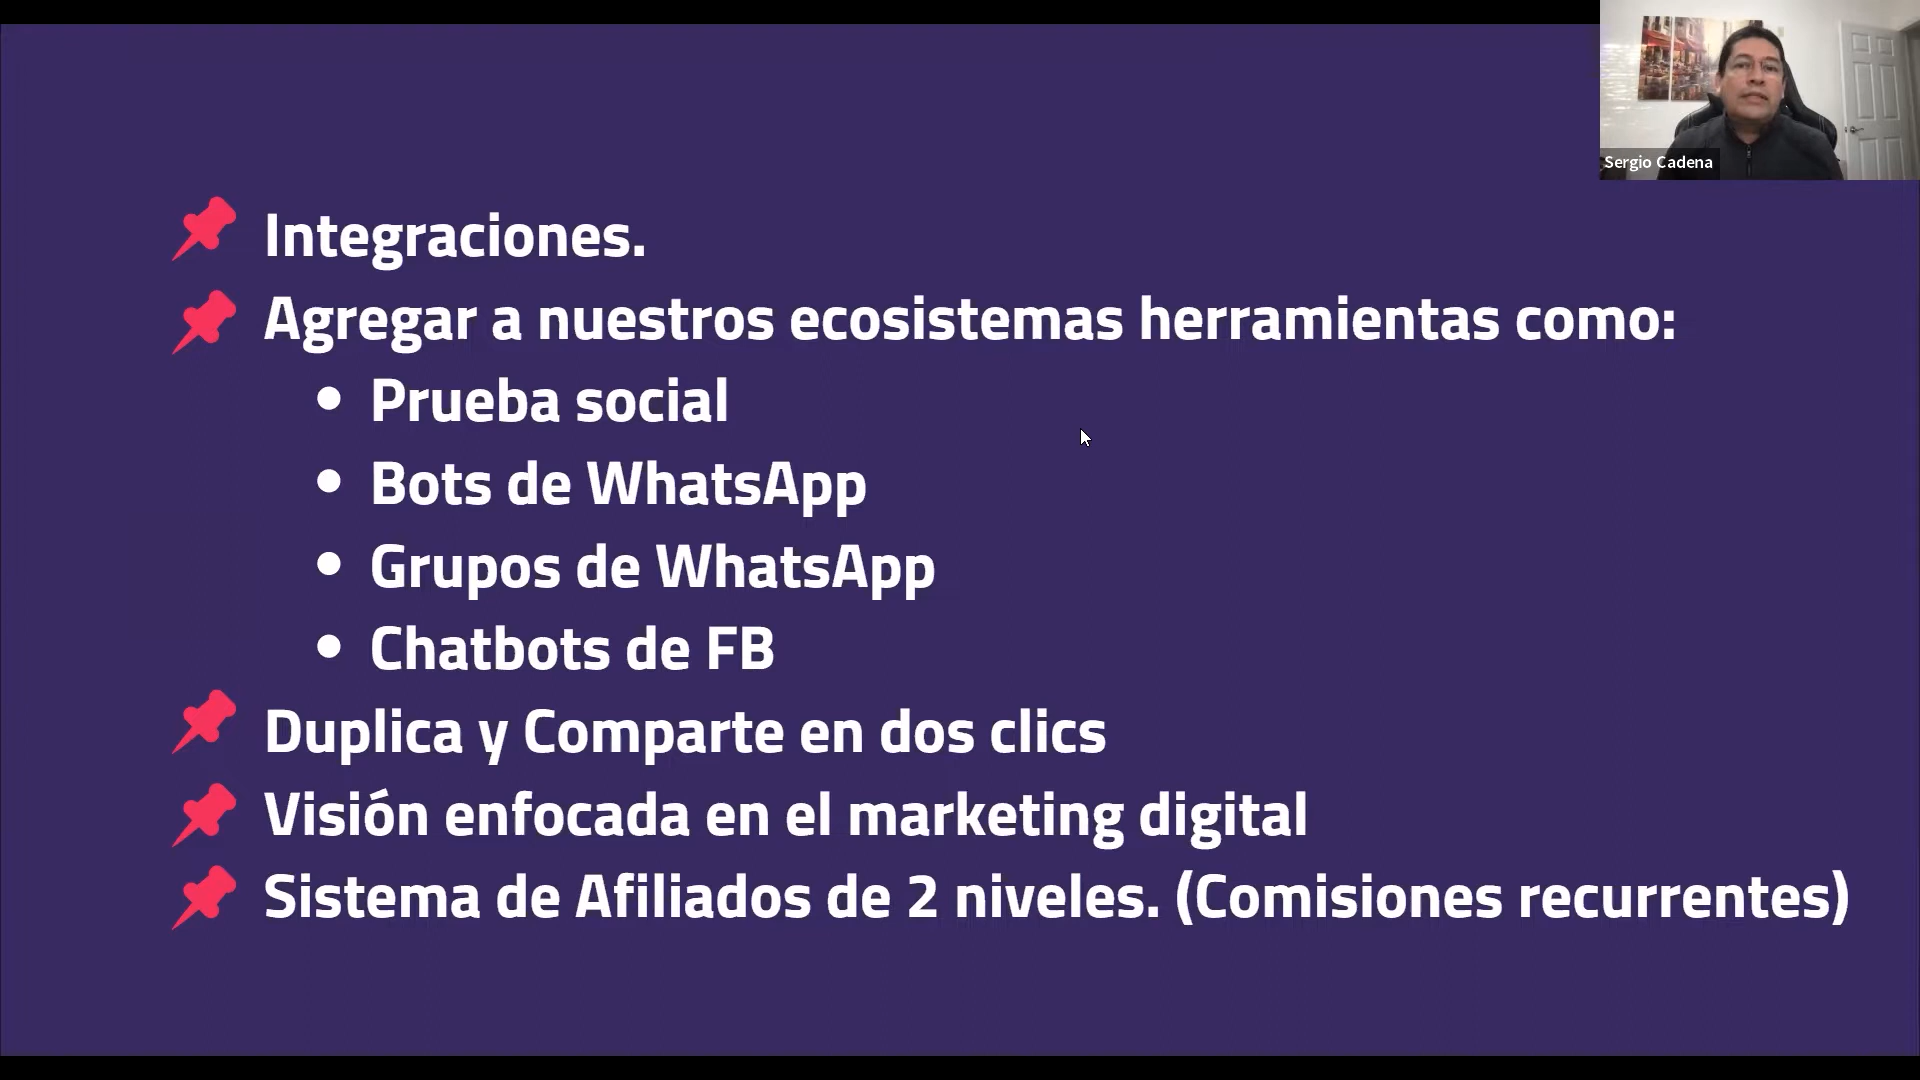 Sergio Cadena
Integraciones.
Agregar a nuestros ecosistemas herramientas como:
Prueba social
Bots de WhatsApp
Grupos de WhatsApp
Chatbots de FB
Duplica y Comparte en dos clics
Visión enfocada en el marketing digital
Sistema de Afiliados de 2 niveles. (Comisiones recurrentes)